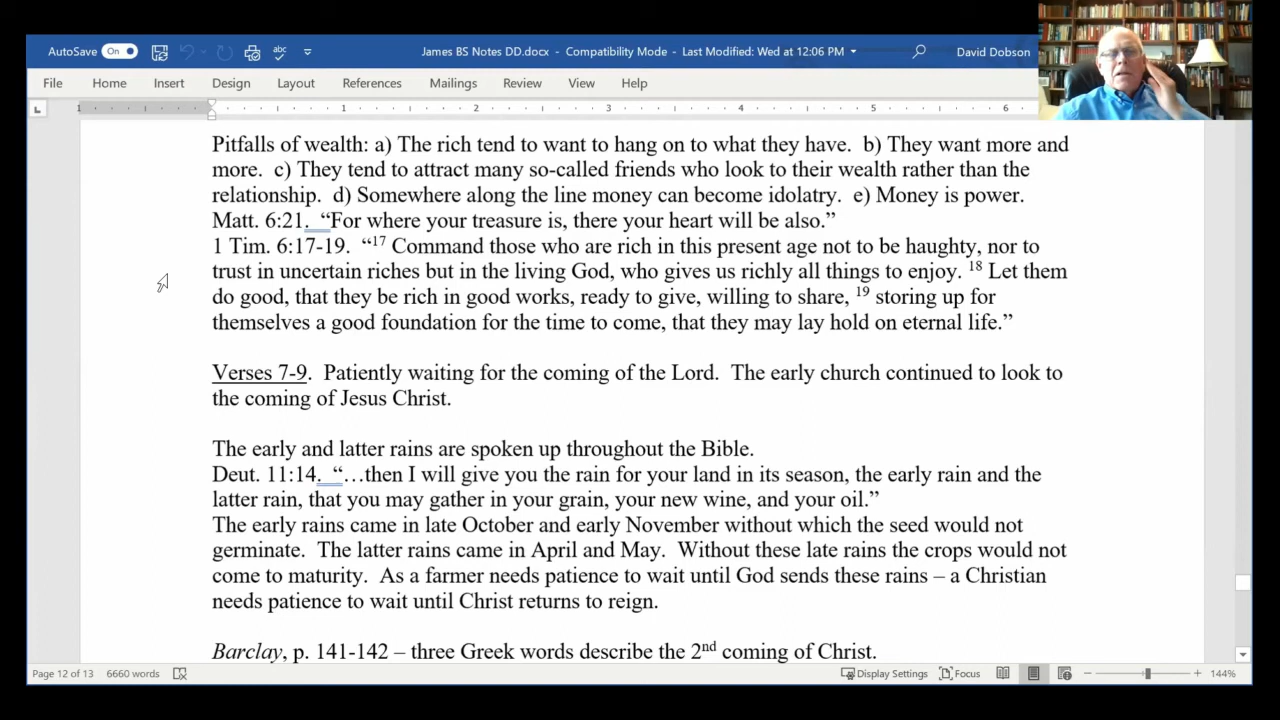 AutoSave On
James BS Notes DD.docx - Compatibility Mode - Last Modified: Wed at 12:06 PM
David Dobson
File Home Insert Design Layout References Mailings Review View Help
1 1 2 3 4 5 6
Pitfalls of wealth: a) The rich tend to want to hang on to what they have. b) They want more and
more. c) They tend to attract many so-called friends who look to their wealth rather than the
relationship. d) Somewhere along the line money can become idolatry. e) Money is power.
Matt. 6:21. “For where your treasure is, there your heart will be also.”
1 Tim. 6:17-19. “17 Command those who are rich in this present age not to be haughty, nor to
trust in uncertain riches but in the living God, who gives us richly all things to enjoy. 18 Let them
do good, that they be rich in good works, ready to give, willing to share, 19 storing up for
themselves a good foundation for the time to come, that they may lay hold on eternal life.”
Verses 7-9. Patiently waiting for the coming of the Lord. The early church continued to look to
the coming of Jesus Christ.
The early and latter rains are spoken up throughout the Bible.
Deut. 11:14. “…then I will give you the rain for your land in its season, the early rain and the
latter rain, that you may gather in your grain, your new wine, and your oil.”
The early rains came in late October and early November without which the seed would not
germinate. The latter rains came in April and May. Without these late rains the crops would not
come to maturity. As a farmer needs patience to wait until God sends these rains – a Christian
needs patience to wait until Christ returns to reign.
Barclay, p. 141-142 – three Greek words describe the 2nd coming of Christ.
Page 12 of 13 6660 words Display Settings Focus 144%